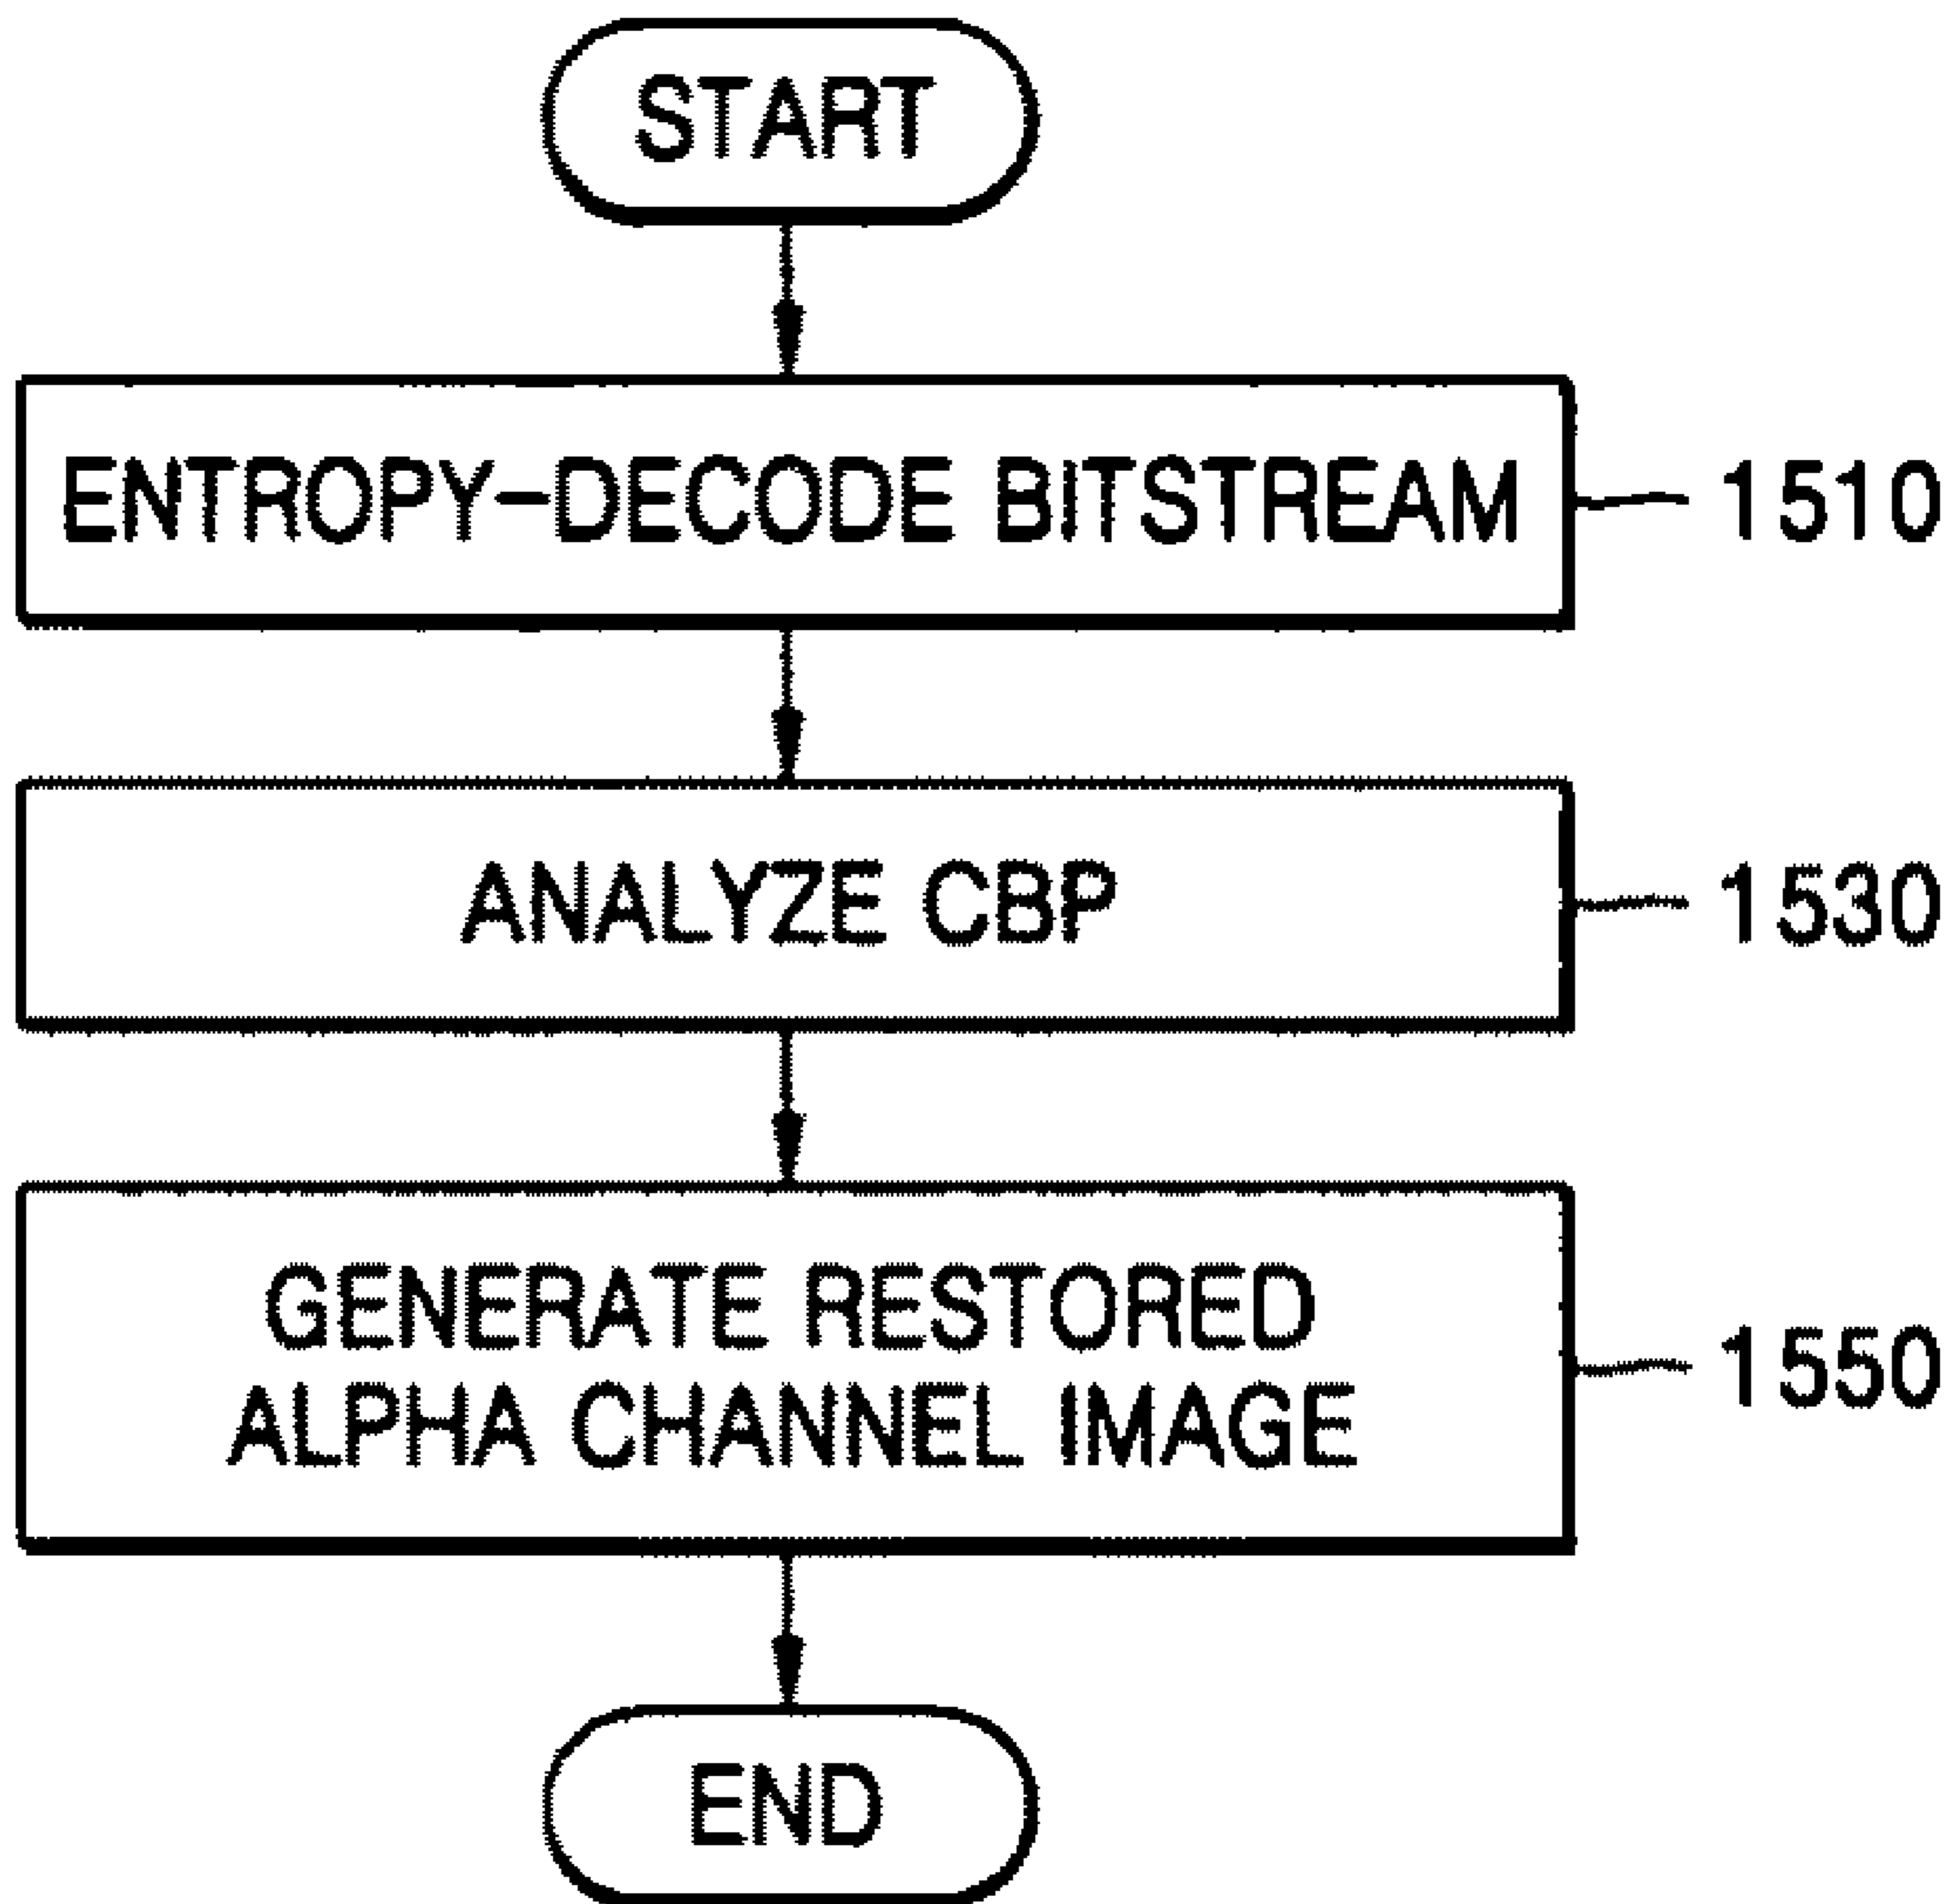 START
ENTROPY-DECODE BITSTREAM
1510
ANALYZE CBP
1530
GENERATE RESTORED
ALPHA CHANNEL IMAGE
1550
END